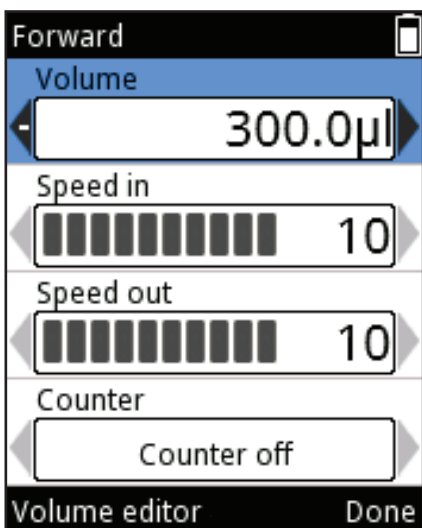 Forward
Volume
- 300.0µl
Speed in
10
Speed out
10
Counter
Counter off
Volume editor Done